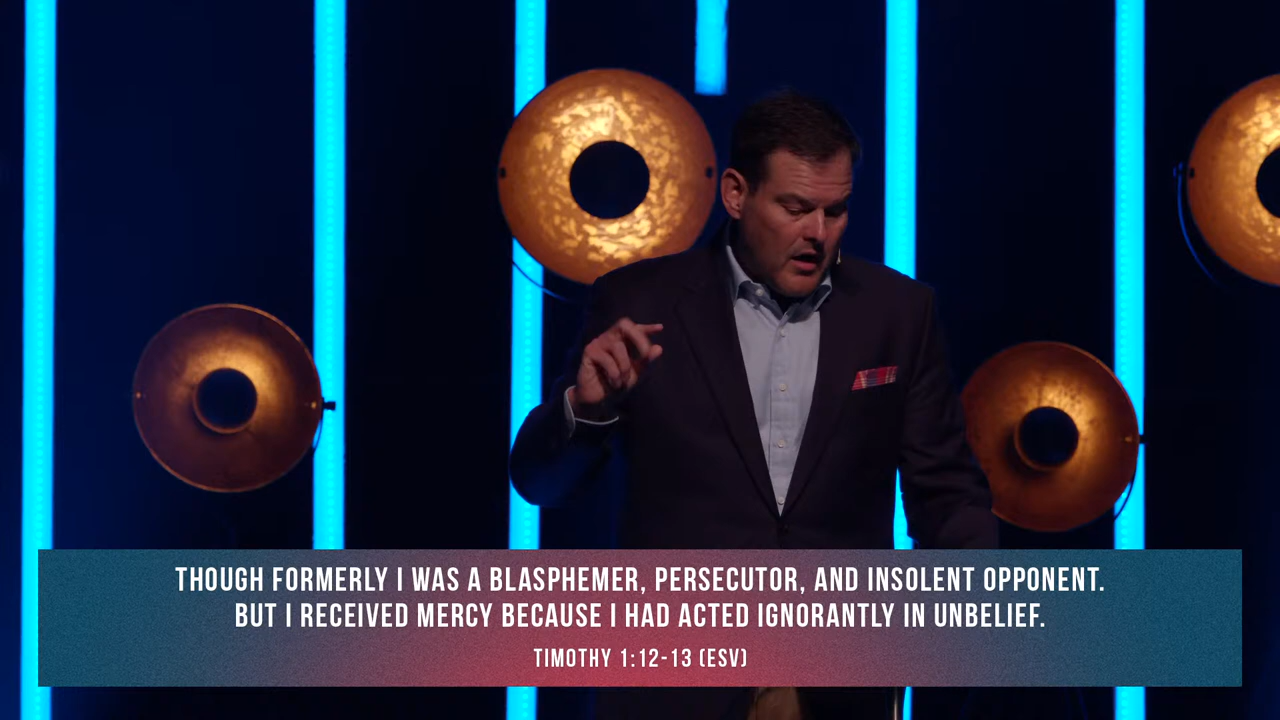 THOUGH FORMERLY I WAS A BLASPHEMER, PERSECUTOR, AND INSOLENT OPPONENT.
BUT I RECEIVED MERCY BECAUSE I HAD ACTED IGNORANTLY IN UNBELIEF.
TIMOTHY 1:12-13 (ESV)